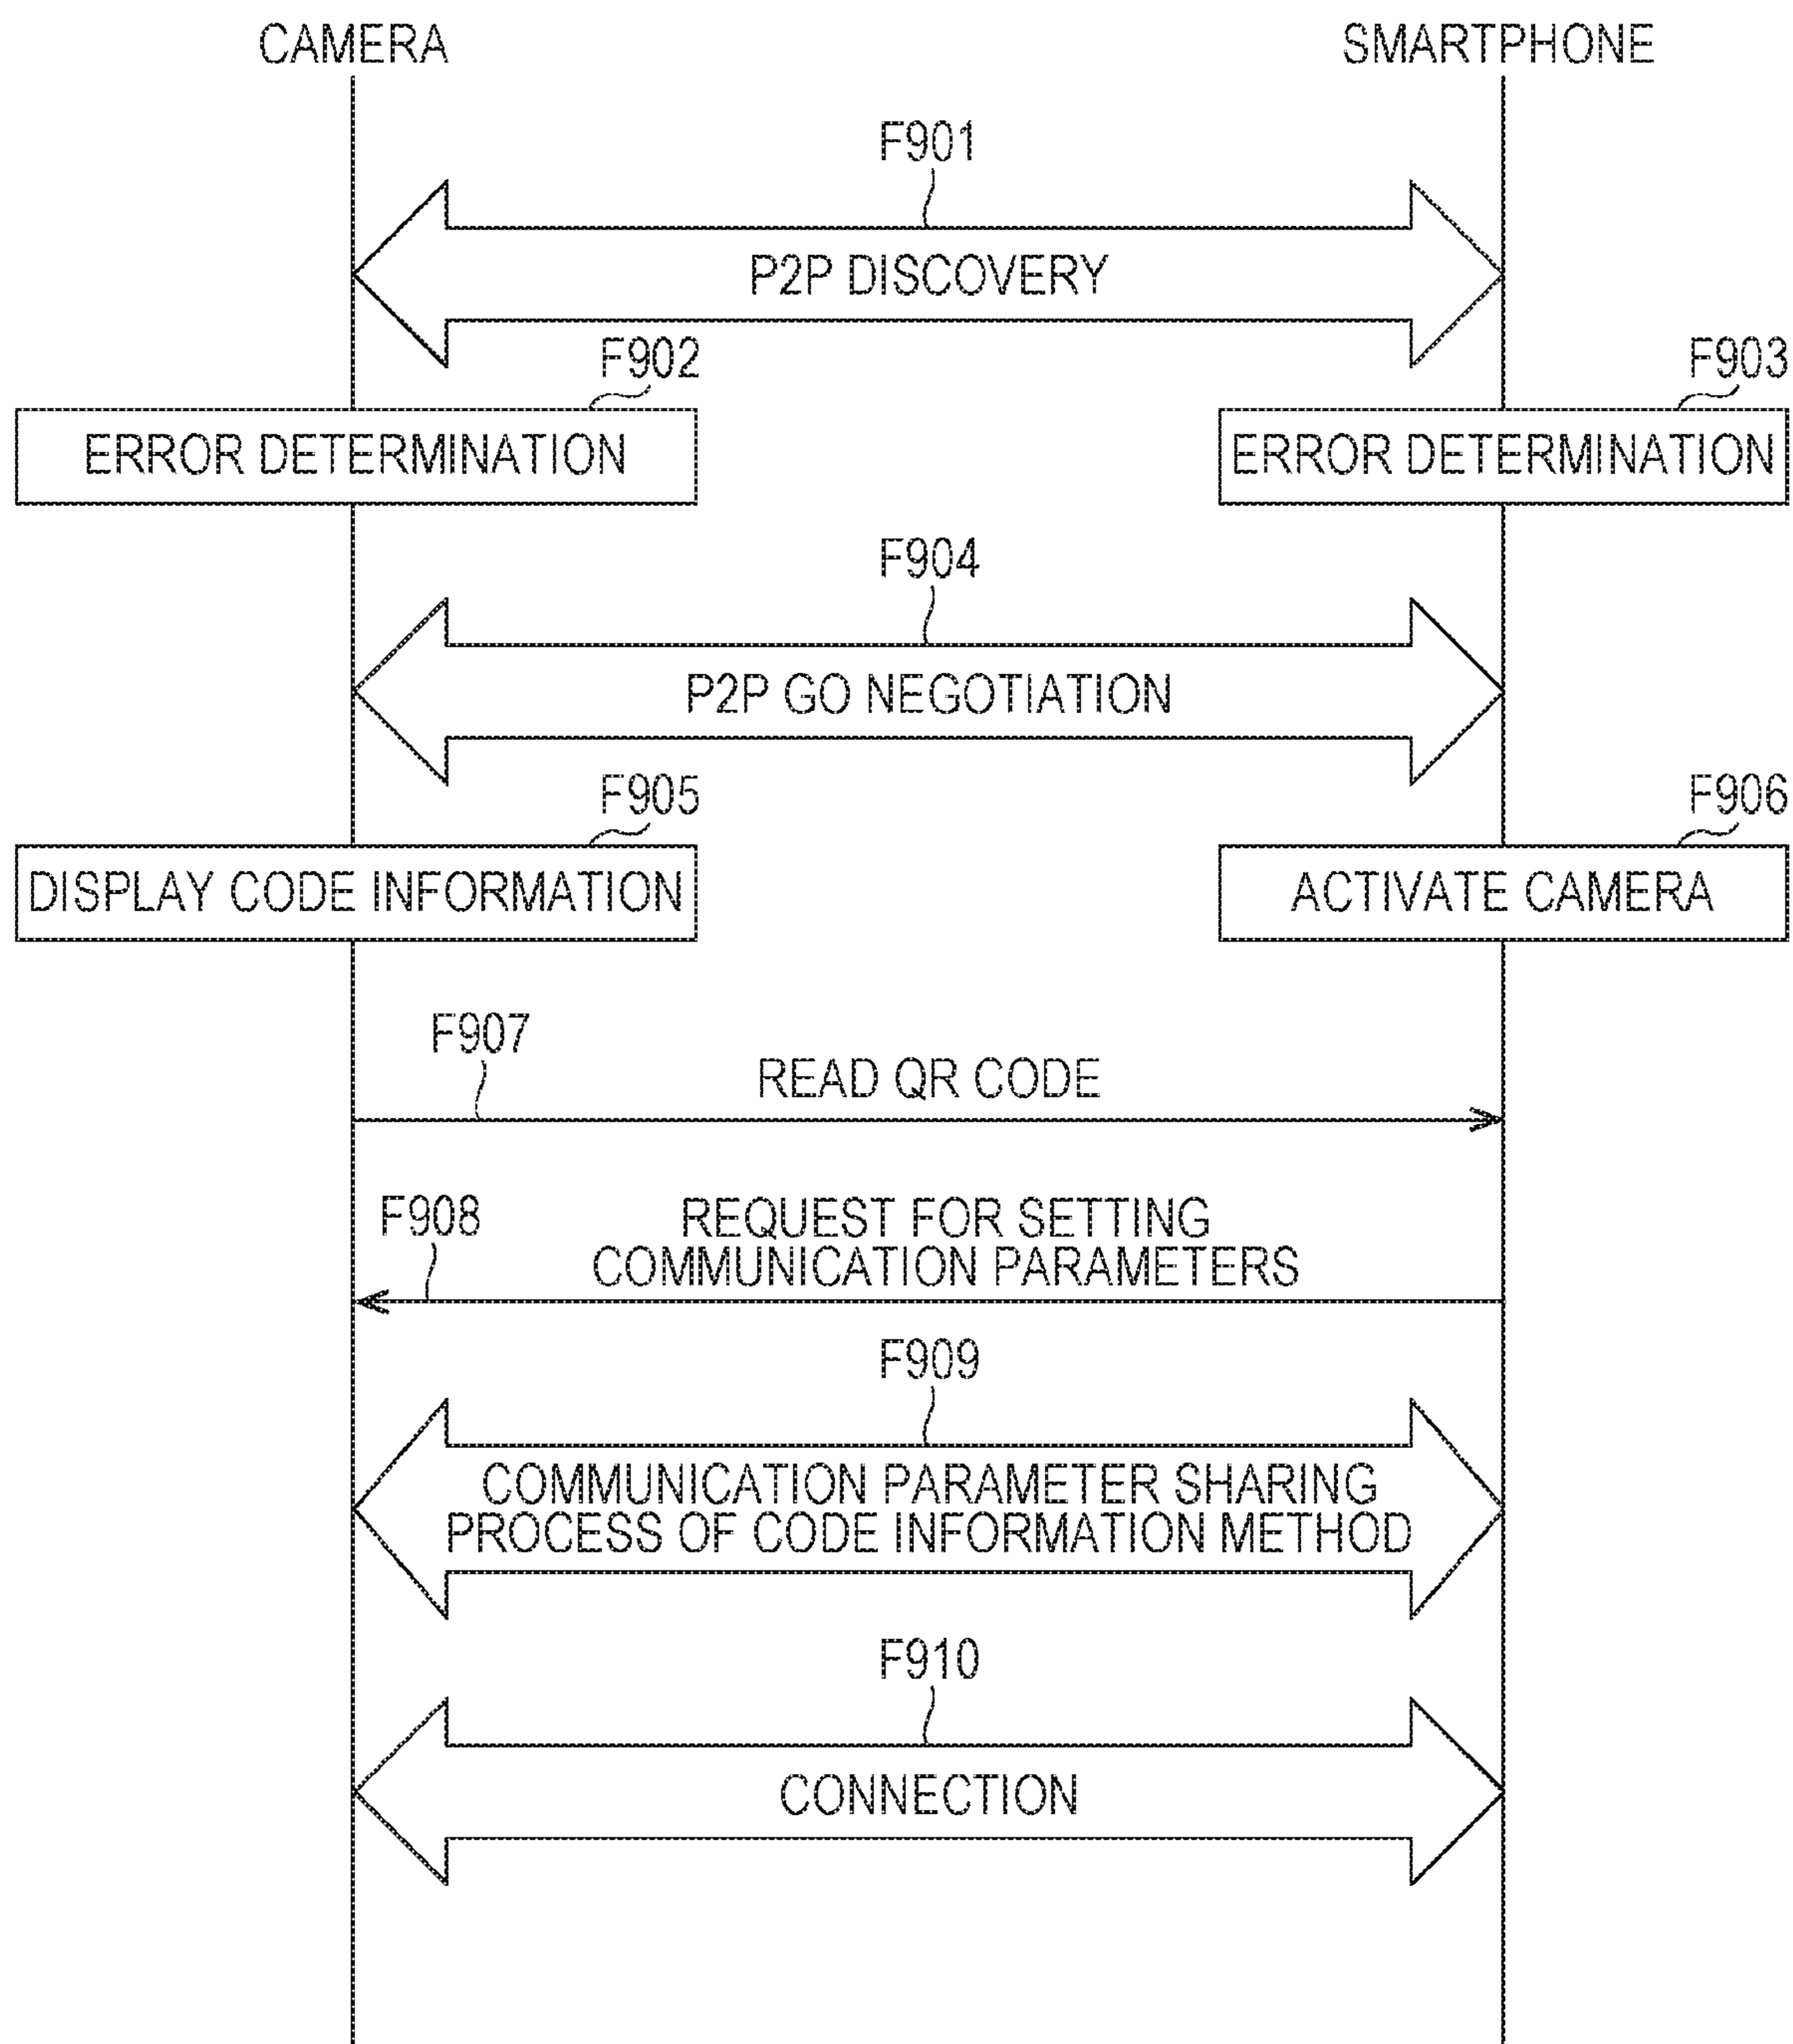 CAMERA
SMARTPHONE
F901
P2P DISCOVERY
F902
F903
ERROR DETERMINATION
ERROR DETERMINATION
F904
P2P GO NEGOTIATION
F905
F906
DISPLAY CODE INFORMATION
ACTIVATE CAMERA
F907
READ QR CODE
F908
REQUEST FOR SETTING
COMMUNICATION PARAMETERS
F909
COMMUNICATION PARAMETER SHARING
PROCESS OF CODE INFORMATION METHOD
F910
CONNECTION